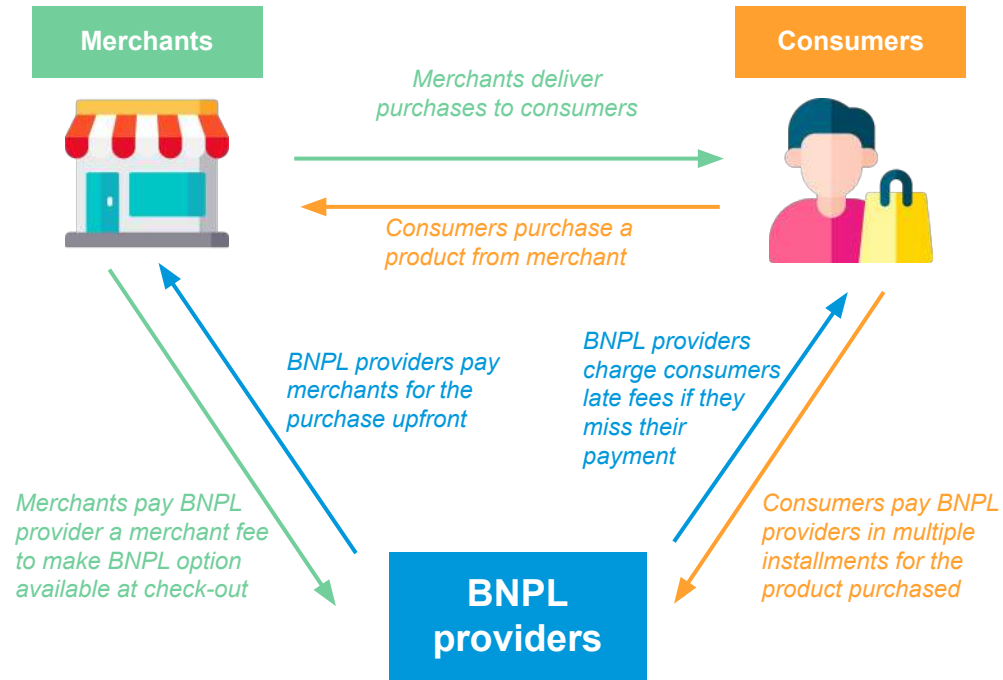 Merchants
Consumers
Merchants deliver
purchases to consumers
Consumers purchase a
product from merchant
BNPL providers pay
merchants for the
purchase upfront
BNPL providers
charge consumers
late fees if they
miss their
payment
Merchants pay BNPL
provider a merchant fee
to make BNPL option
available at check-out
Consumers pay BNPL
providers in multiple
installments for the
product purchased
BNPL
providers